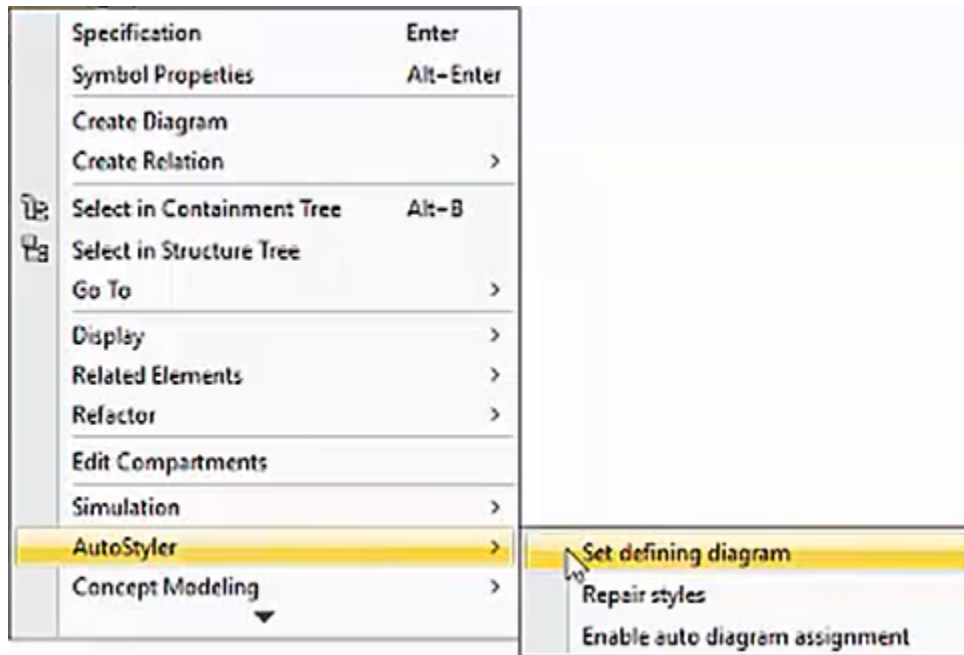 Specification Enter
Symbol Properties Alt-Enter
Create Diagram
Create Relation >
Select in Containment Tree Alt-B
Select in Structure Tree
Go To >
Display >
Related Elements >
Refactor >
Edit Compartments
Simulation >
AutoStyler >
Set defining diagram
Concept Modeling >
Repair styles
Enable auto diagram assignment